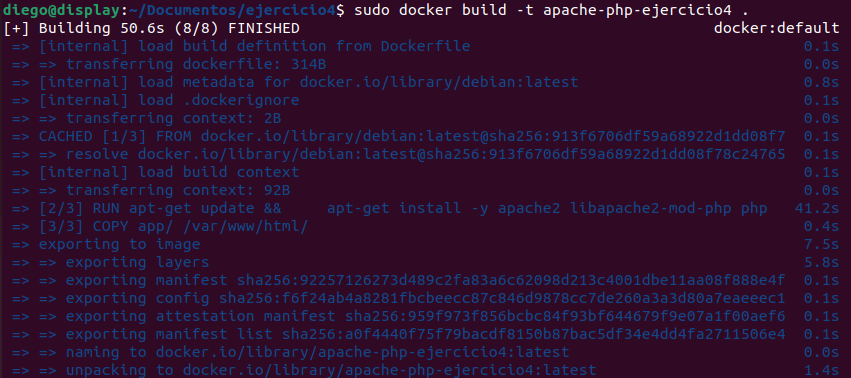 diego@display:~/Documentos/ejercicio4$ sudo docker build -t apache-php-ejercicio4 .
[+] Building 50.6s (8/8) FINISHED docker:default
=> [internal] load build definition from Dockerfile 0.1s
=> => transferring dockerfile: 314B 0.0s
=> [internal] load metadata for docker.io/library/debian:latest 0.8s
=> [internal] load .dockerignore 0.1s
=> => transferring context: 2B 0.0s
=> CACHED [1/3] FROM docker.io/library/debian:latest@sha256:913f6706df59a68922d1dd08f7 0.1s
=> => resolve docker.io/library/debian:latest@sha256:913f6706df59a68922d1dd08f78c24765 0.1s
=> [internal] load build context 0.1s
=> => transferring context: 92B 0.0s
=> [2/3] RUN apt-get update &&     apt-get install -y apache2 libapache2-mod-php php 41.2s
=> [3/3] COPY app/ /var/www/html/ 0.4s
=> exporting to image 7.5s
=> => exporting layers 5.8s
=> => exporting manifest sha256:92257126273d489c2fa83a6c62098d213c4001dbe11aa08f888e4f 0.1s
=> => exporting config sha256:f6f24ab4a8281fbcbeecc87c846d9878cc7de260a3a3d80a7eaeeec1 0.1s
=> => exporting attestation manifest sha256:959f973f856bcbc84f93bf644679f9e07a1f00aef6 0.1s
=> => exporting manifest list sha256:a0f4440f75f79bacdf8150b87bac5df34e4dd4fa2711506e4 0.1s
=> => naming to docker.io/library/apache-php-ejercicio4:latest 0.0s
=> => unpacking to docker.io/library/apache-php-ejercicio4:latest 1.4s